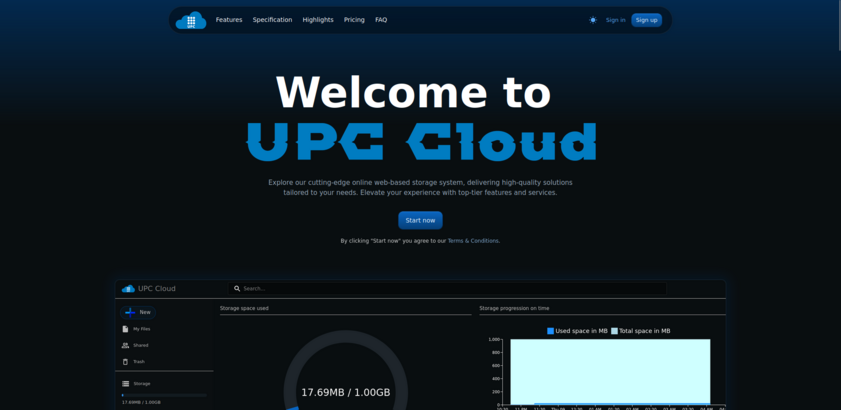 UPC
Features
Specification
Highlights
Pricing
FAQ
Sign in
Sign up
Welcome to
UPC Cloud
Explore our cutting-edge online web-based storage system, delivering high-quality solutions
tailored to your needs. Elevate your experience with top-tier features and services.
Start now
By clicking "Start now" you agree to our Terms & Conditions.
UPC Cloud
Search...
New
My files
Shared
Trash
Storage
17.69MB / 1.00GB
Storage space used
17.69MB / 1.00GB
Storage progression on time
Used space in MB
Total space in MB
1,000
800
600
400
200
0